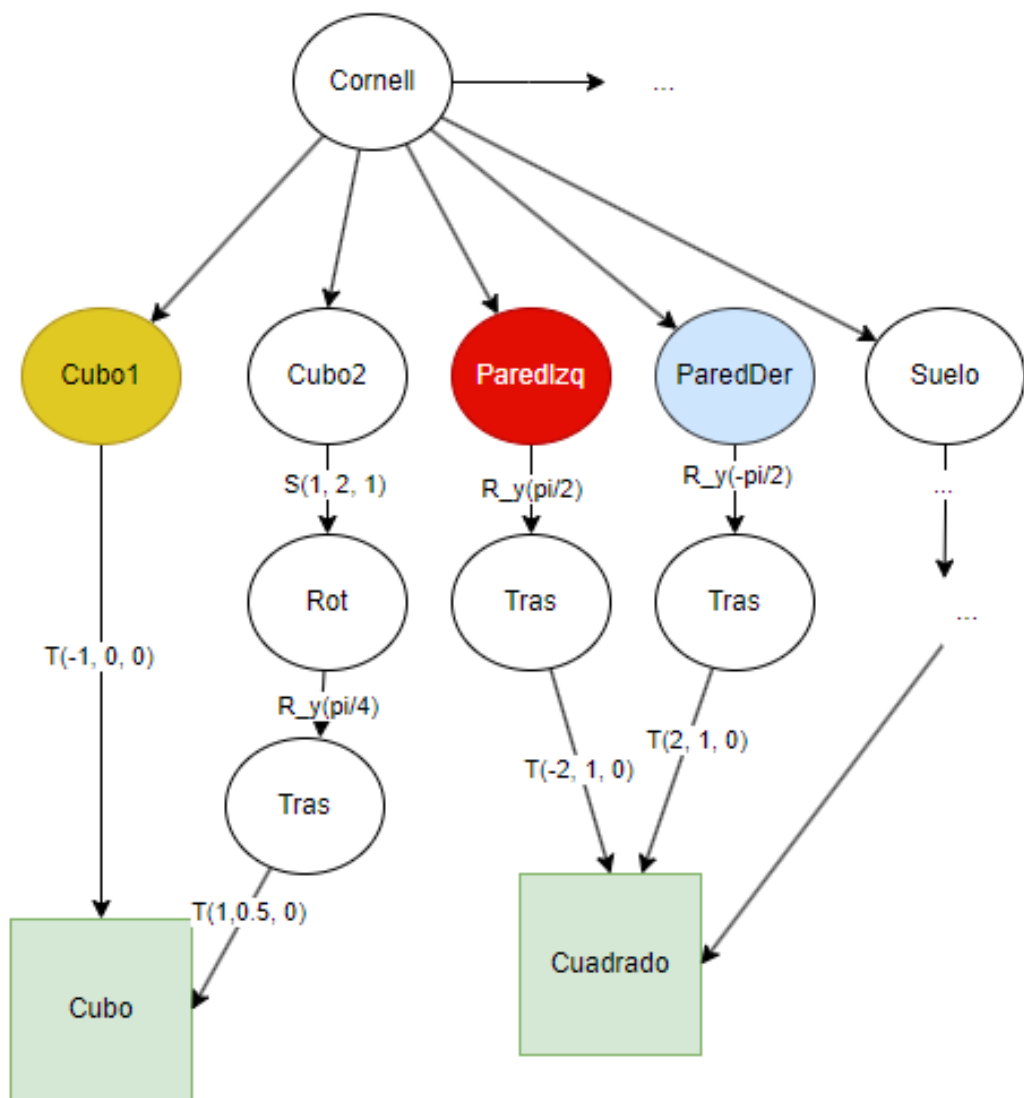 Cornell
...
Cubo1
Cubo2
ParedIzq
ParedDer
Suelo
S(1, 2, 1)
R_y(pi/2)
R_y(-pi/2)
...
Rot
Tras
Tras
...
T(-1, 0, 0)
R_y(pi/4)
T(-2, 1, 0)
T(2, 1, 0)
Tras
T(1,0.5, 0)
Cubo
Cuadrado